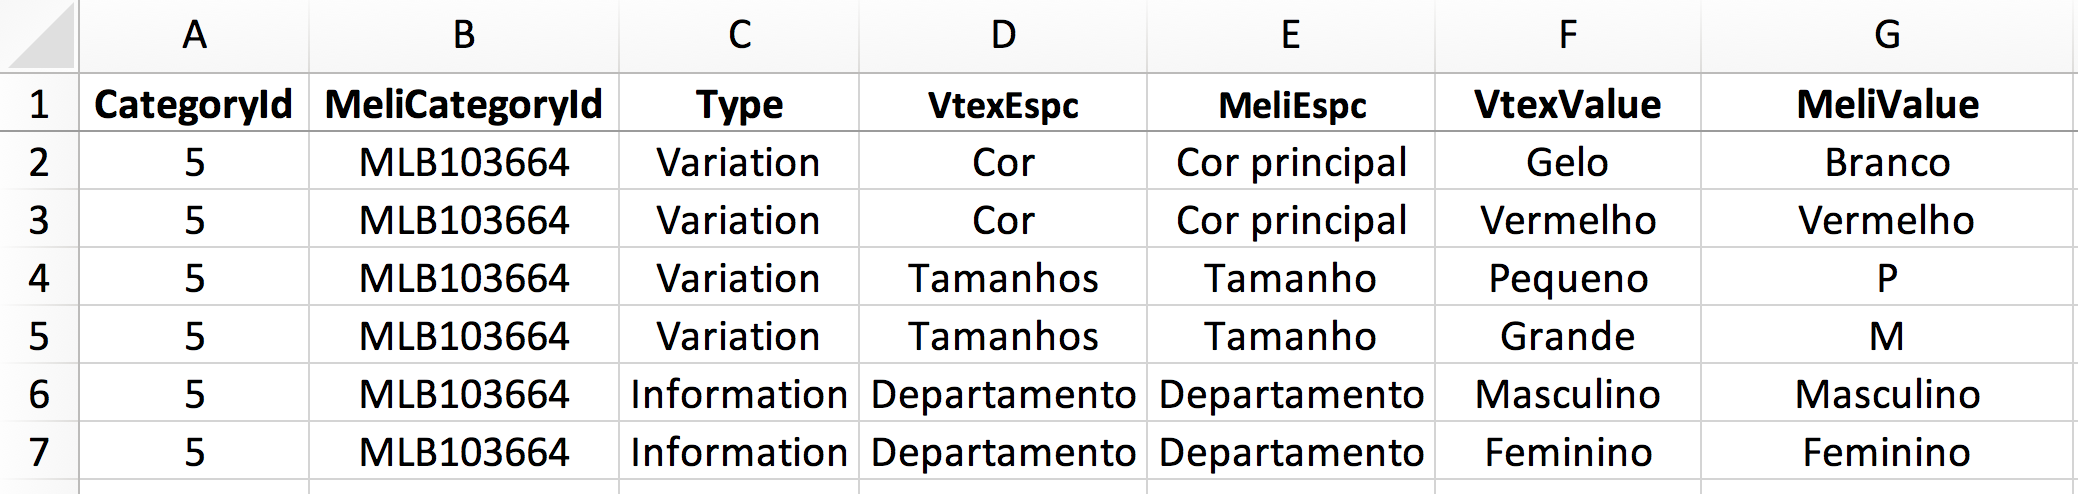 A B C D E F G
1 CategoryId MeliCategoryId Type VtexEspc MeliEspc VtexValue MeliValue
2 5 MLB103664 Variation Cor Cor principal Gelo Branco
3 5 MLB103664 Variation Cor Cor principal Vermelho Vermelho
4 5 MLB103664 Variation Tamanhos Tamanho Pequeno P
5 5 MLB103664 Variation Tamanhos Tamanho Grande M
6 5 MLB103664 Information Departamento Departamento Masculino Masculino
7 5 MLB103664 Information Departamento Departamento Feminino Feminino